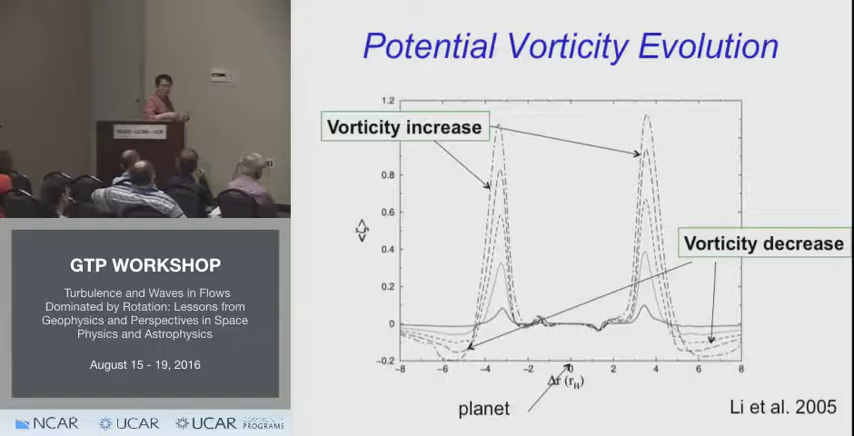 Potential Vorticity Evolution
Vorticity increase
Vorticity decrease
1.2
1
0.8
0.6
0.4
0.2
0
-0.2
<ζ>
-8
-6
-4
-2
0
2
4
6
8
Δr (rH)
planet
Li et al. 2005
GTP WORKSHOP
Turbulence and Waves in Flows
Dominated by Rotation: Lessons from
Geophysics and Perspectives in Space
Physics and Astrophysics
August 15 - 19, 2016
NCAR
UCAR
UCAR
PROGRAMS